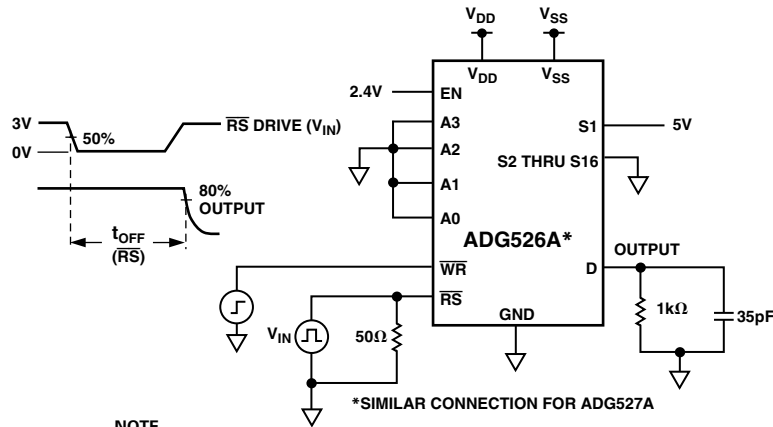 V_DD V_SS
V_DD V_SS
2.4V EN
3V 50% RS DRIVE (V_IN)
0V
A3
A2
A1
A0
S1 5V
S2 THRU S16
80%
OUTPUT
t_OFF
(RS)
ADG526A*
OUTPUT
WR
D
RS
GND
1kΩ
35pF
V_IN
50Ω
*SIMILAR CONNECTION FOR ADG527A
NOTE